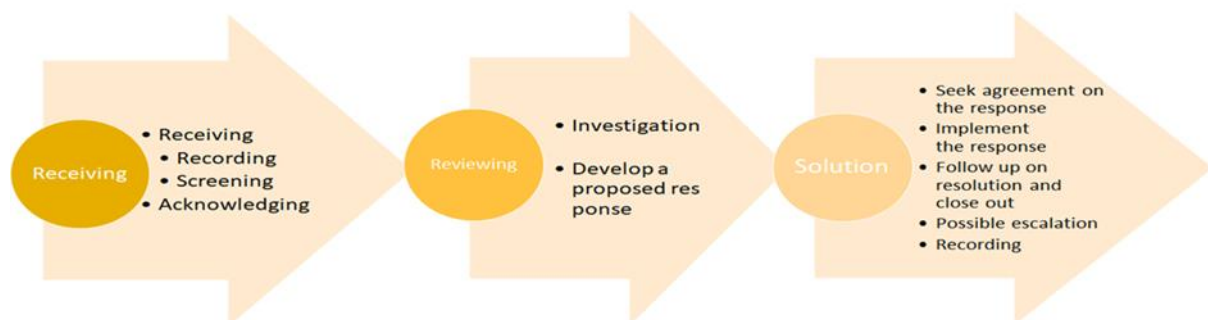 Receiving
• Receiving
• Recording
• Screening
• Acknowledging
Reviewing
• Investigation
• Develop a
proposed res
ponse
Solution
• Seek agreement on
the response
• Implement
the response
• Follow up on
resolution and
close out
• Possible escalation
• Recording